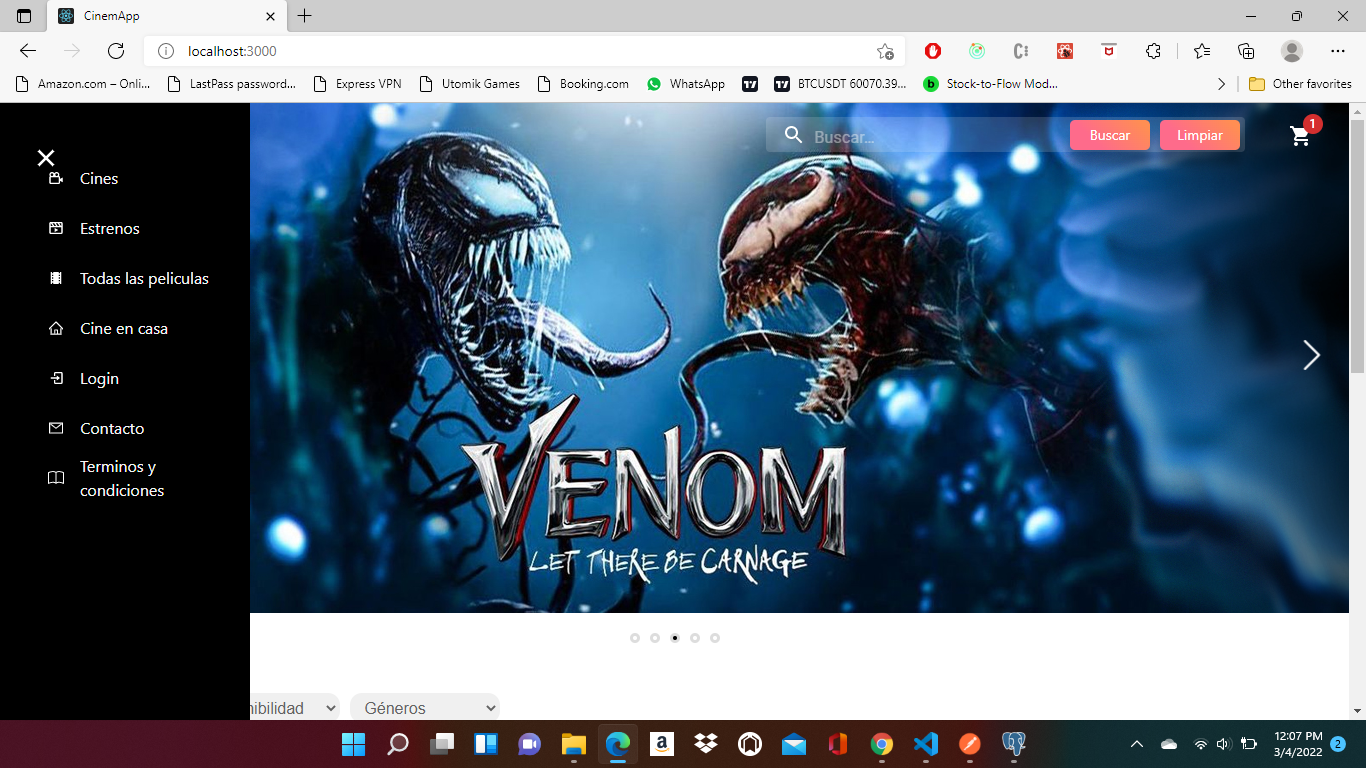 CinemApp
localhost:3000
Amazon.com – Onli...
LastPass password...
Express VPN
Utomik Games
Booking.com
WhatsApp
BTCUSDT 60070.39...
Stock-to-Flow Mod...
Other favorites
Buscar...
Buscar
Limpiar
1
Cines
Estrenos
Todas las peliculas
Cine en casa
Login
Contacto
Terminos y
condiciones
VENOM
LET THERE BE CARNAGE
nibilidad
Géneros
12:07 PM
3/4/2022
2